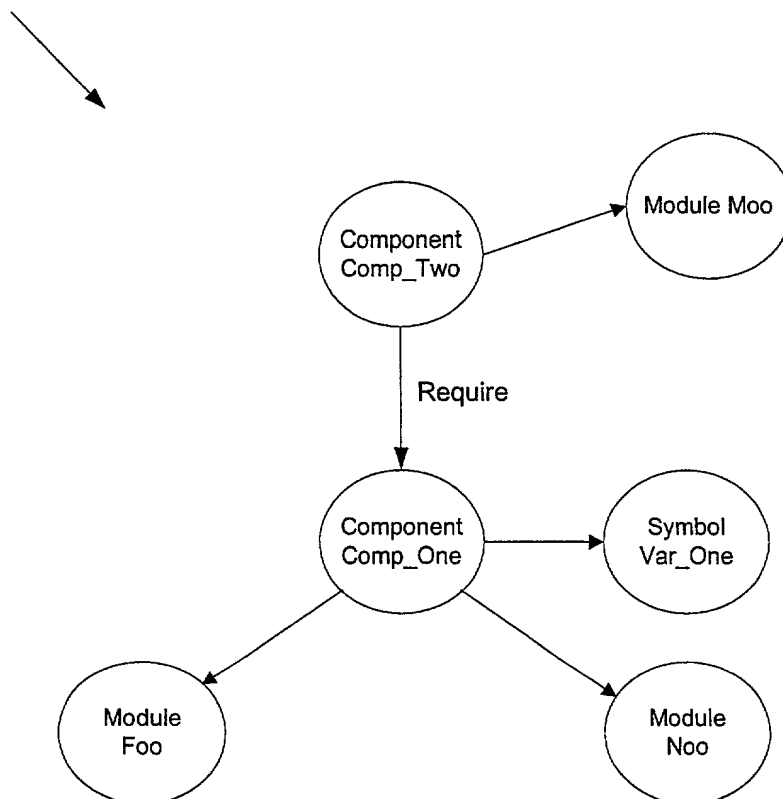 Module Moo
Component
Comp_Two
Require
Component
Comp_One
Symbol
Var_One
Module
Foo
Module
Noo